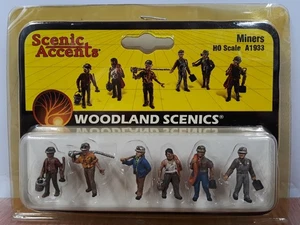 Scenic Accents®
Miners
HO Scale A1933
WOODLAND SCENICS®